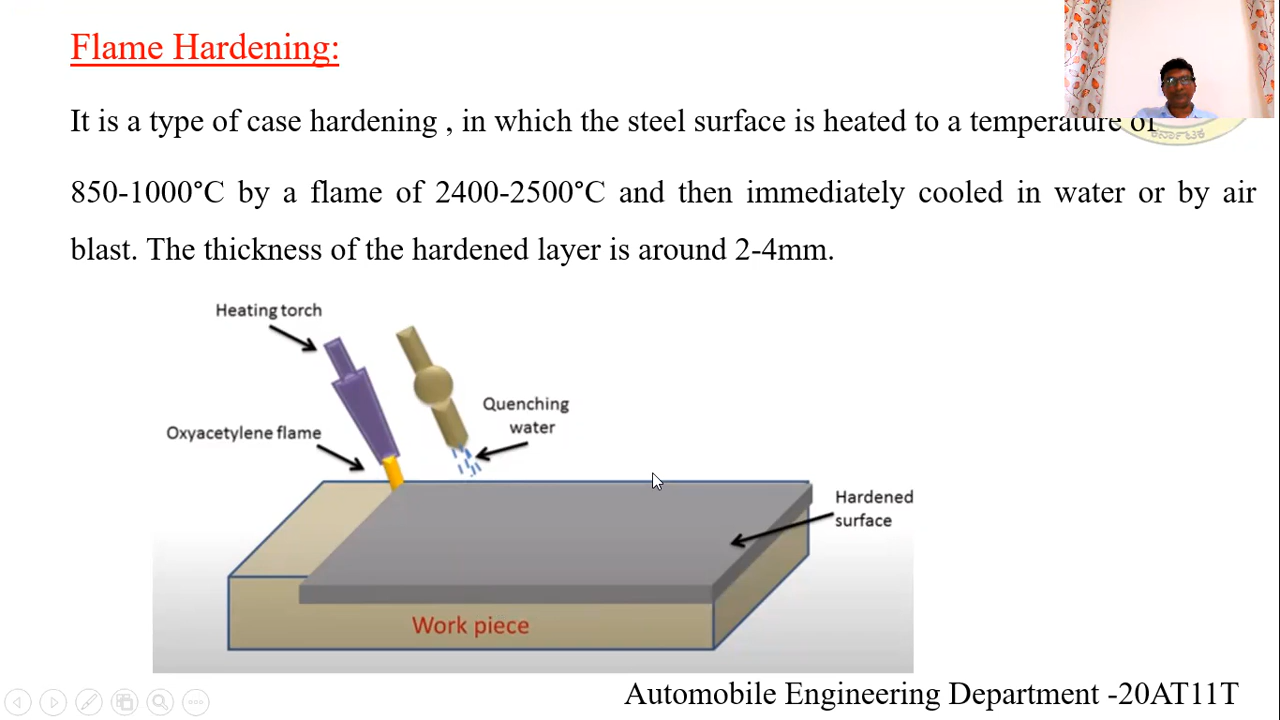 Flame Hardening:
It is a type of case hardening , in which the steel surface is heated to a temperature of
ಕರ್ನಾಟಕ
850-1000°C by a flame of 2400-2500°C and then immediately cooled in water or by air
blast. The thickness of the hardened layer is around 2-4mm.
Heating torch
Quenching
water
Oxyacetylene flame
Hardened
surface
Work piece
Automobile Engineering Department -20AT11T